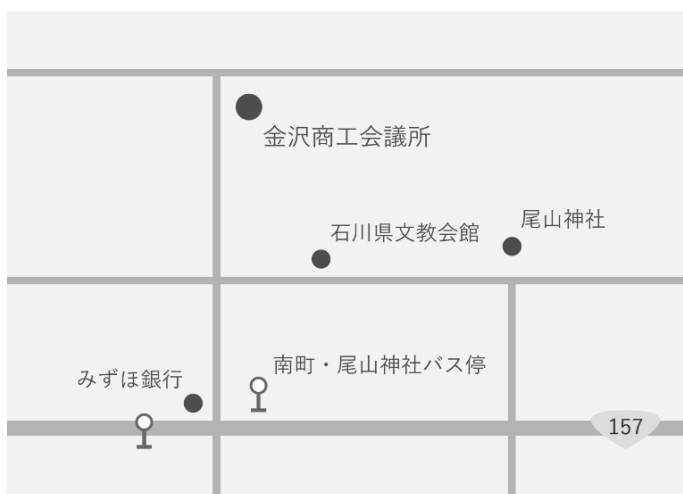 金沢商工会議所
尾山神社
石川県文教会館
南町・尾山神社バス停
みずほ銀行
157